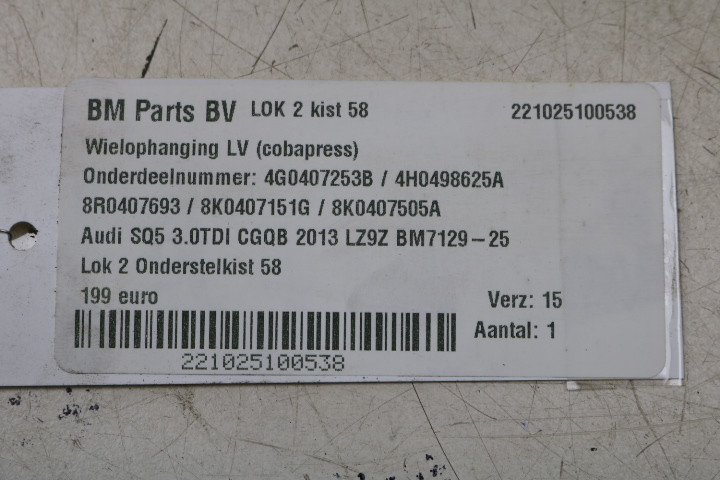 BM Parts BV LOK 2 kist 58 221025100538
Wielophanging LV (cobapress)
Onderdeelnummer: 4G0407253B / 4H0498625A
8R0407693 / 8K0407151G / 8K0407505A
Audi SQ5 3.0TDI CGQB 2013 LZ9Z BM7129-25
Lok 2 Onderstelkist 58
199 euro Verz: 15
Aantal: 1
221025100538